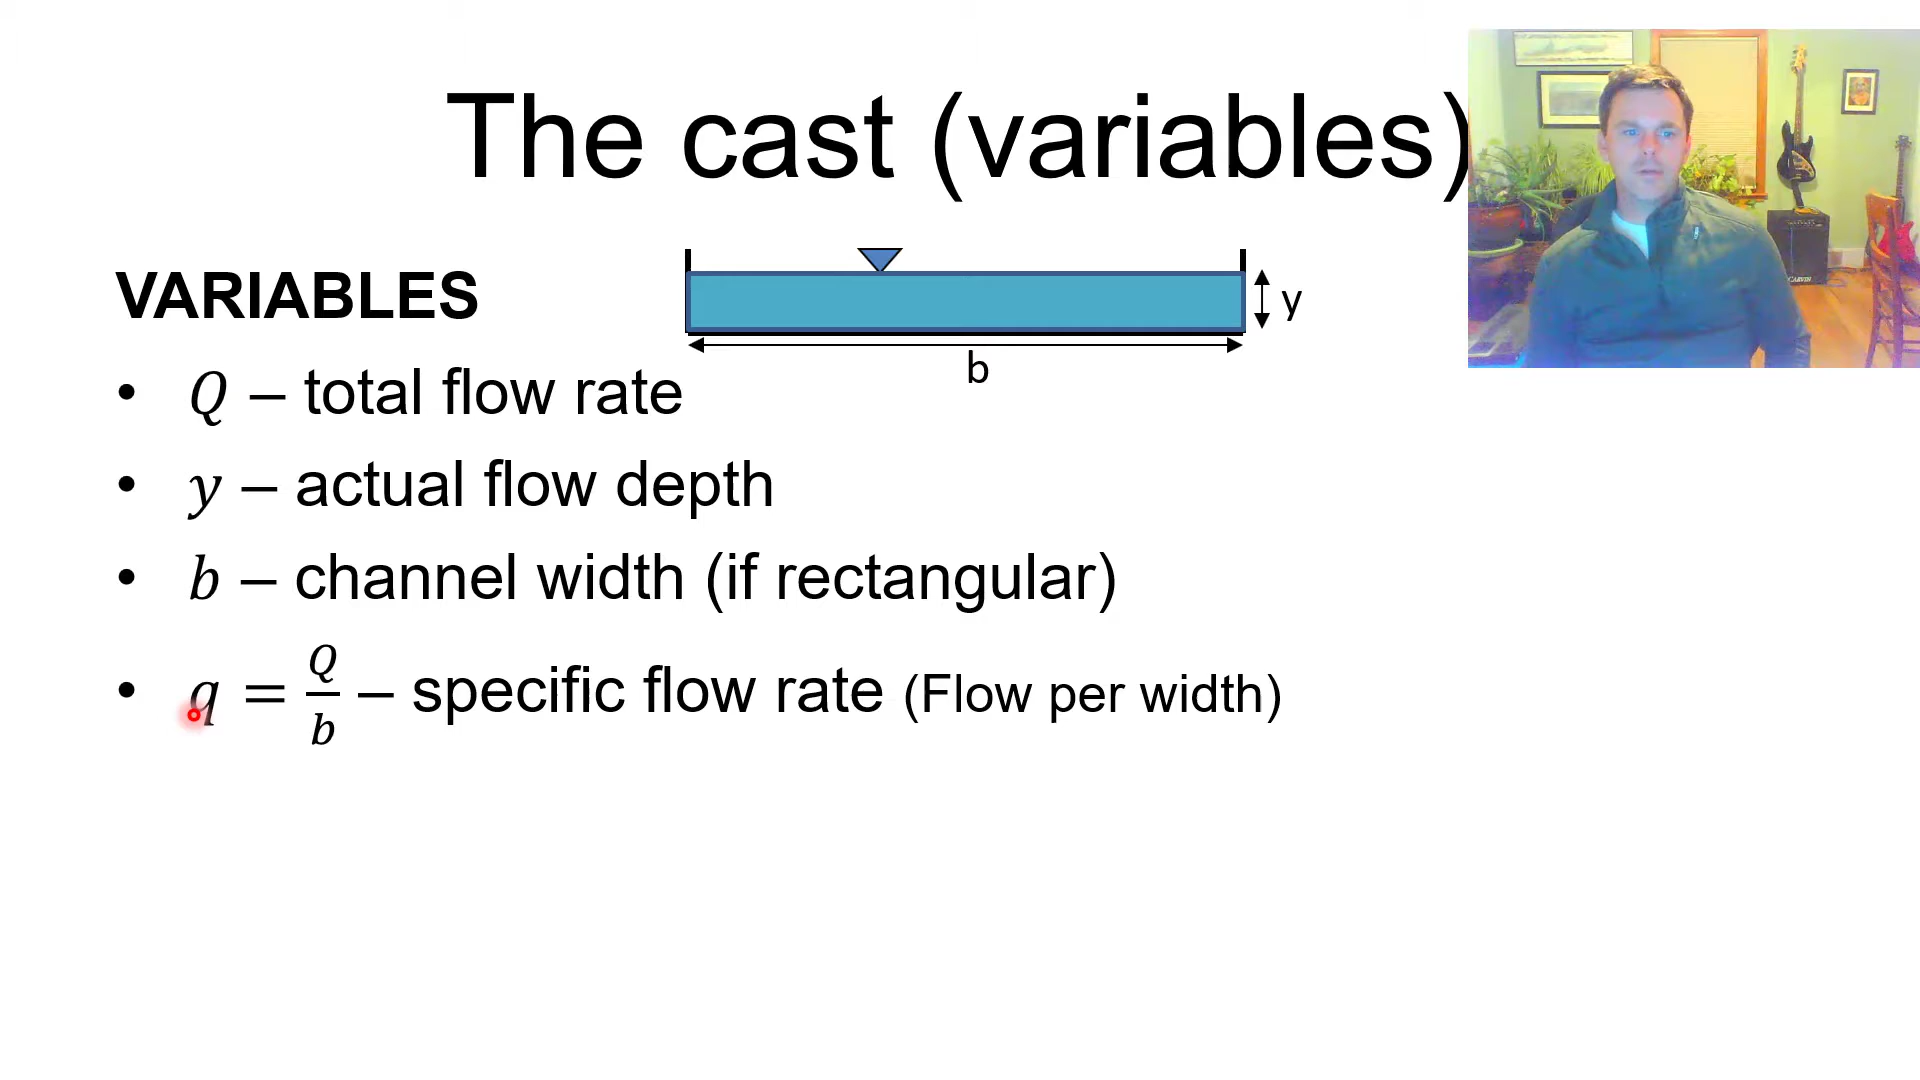 The cast (variables)
VARIABLES
y
b
• Q – total flow rate
• y – actual flow depth
• b – channel width (if rectangular)
• q = Q/b – specific flow rate (Flow per width)
CARVIN